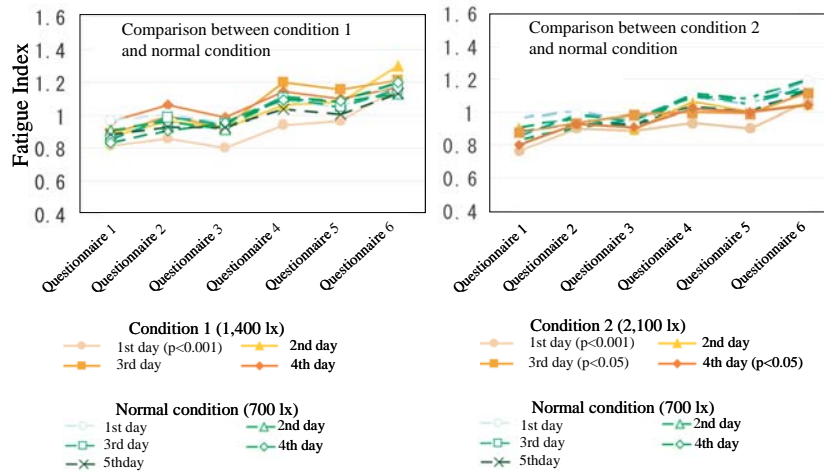 Comparison between condition 1
and normal condition
Fatigue Index
1.6
1.4
1.2
1
0.8
0.6
0.4
Questionnaire 1
Questionnaire 2
Questionnaire 3
Questionnaire 4
Questionnaire 5
Questionnaire 6
Condition 1 (1,400 lx)
1st day (p<0.001)
2nd day
3rd day
4th day
Normal condition (700 lx)
1st day
2nd day
3rd day
4th day
5thday
Comparison between condition 2
and normal condition
1.6
1.4
1.2
1.0
0.8
0.6
0.4
Questionnaire 1
Questionnaire 2
Questionnaire 3
Questionnaire 4
Questionnaire 5
Questionnaire 6
Condition 2 (2,100 lx)
1st day (p<0.001)
2nd day
3rd day (p<0.05)
4th day (p<0.05)
Normal condition (700 lx)
1st day
2nd day
3rd day
4th day
5thday